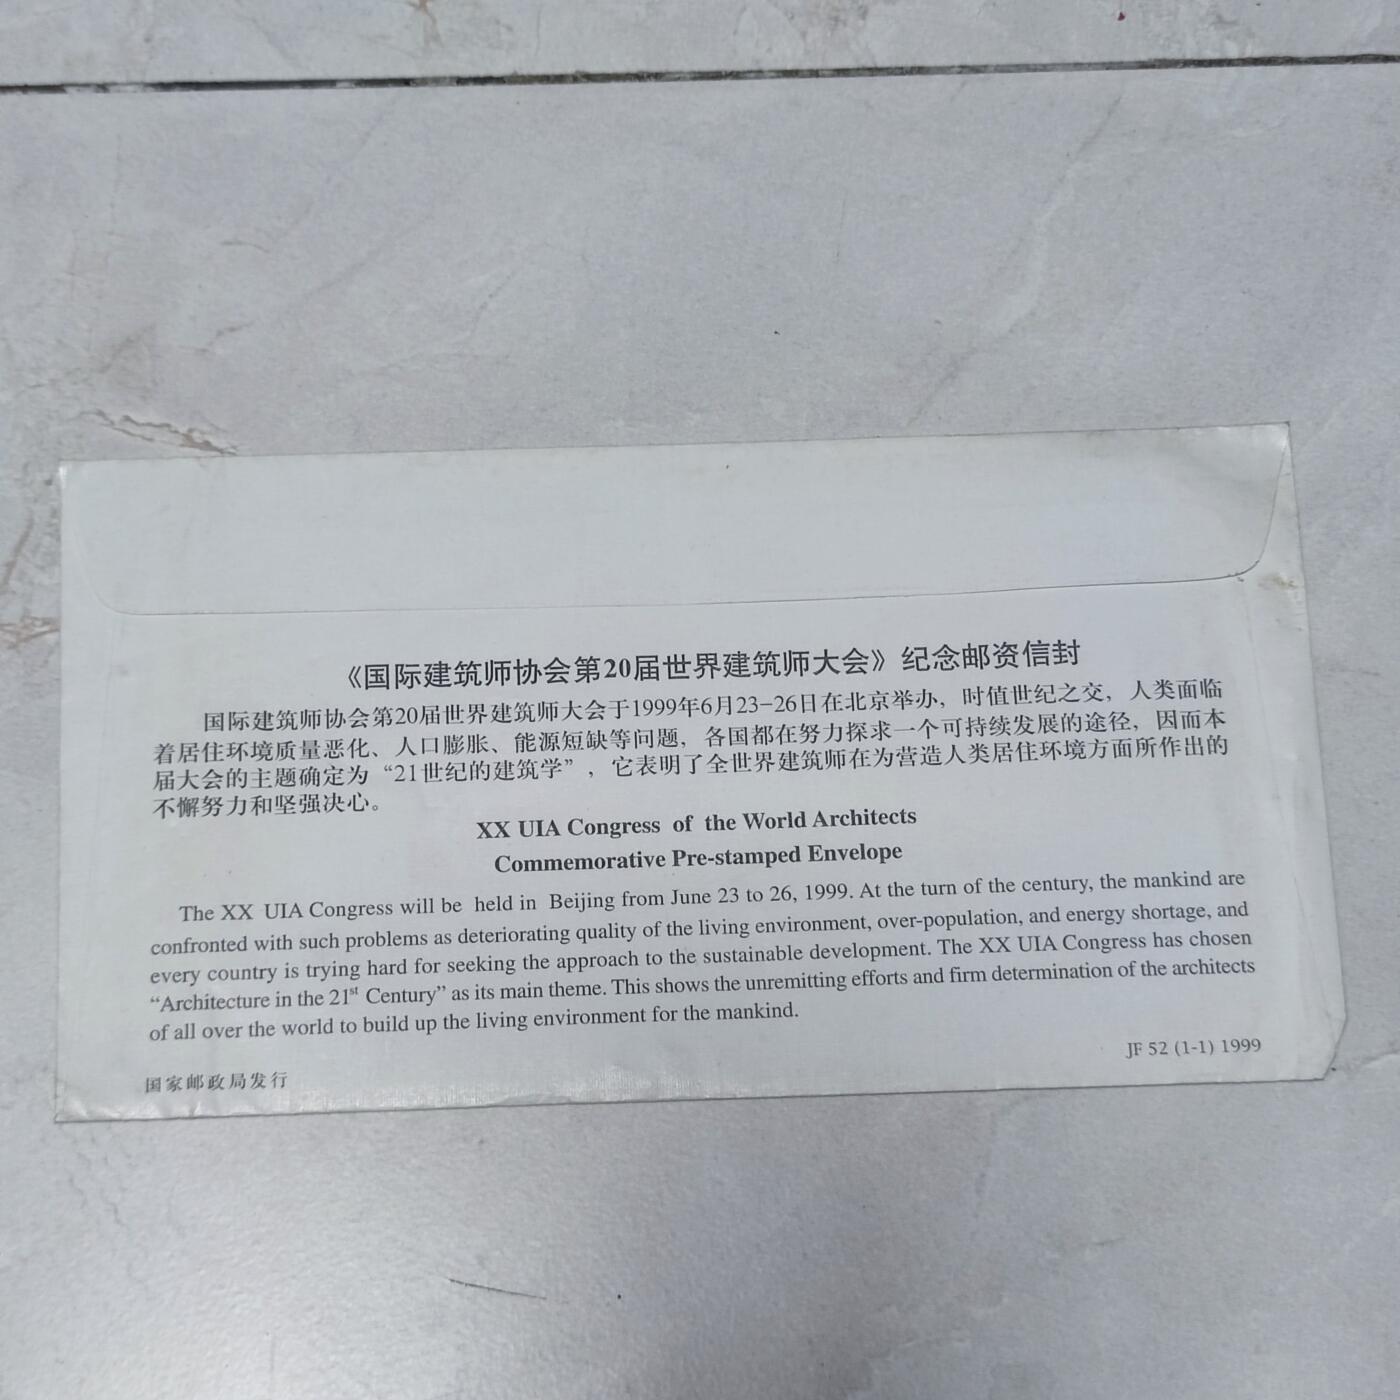 《国际建筑师协会第20届世界建筑师大会》纪念邮资信封
国际建筑师协会第20届世界建筑师大会于1999年6月23-26日在北京举办，时值世纪之交，人类面临
着居住环境质量恶化、人口膨胀、能源短缺等问题，各国都在努力探求一个可持续发展的途径，因而本
届大会的主题确定为“21世纪的建筑学”，它表明了全世界建筑师在为营造人类居住环境方面所作出的
不懈努力和坚强决心。
XX UIA Congress of the World Architects
Commemorative Pre-stamped Envelope
The XX UIA Congress will be held in Beijing from June 23 to 26, 1999. At the turn of the century, the mankind are
confronted with such problems as deteriorating quality of the living environment, over-population, and energy shortage, and
every country is trying hard for seeking the approach to the sustainable development. The XX UIA Congress has chosen
“Architecture in the 21st Century” as its main theme. This shows the unremitting efforts and firm determination of the architects
of all over the world to build up the living environment for the mankind.
JF 52 (1-1) 1999
国家邮政局发行